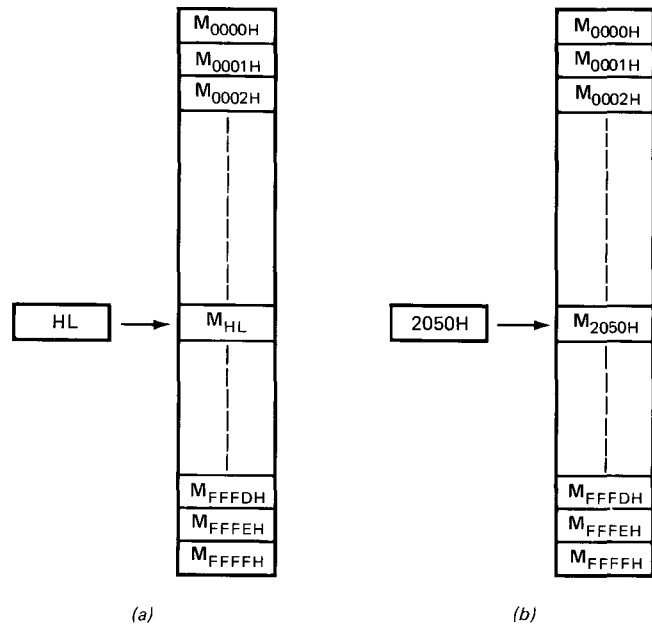 M0000H
M0001H
M0002H
HL
MHL
MFFFDH
MFFFEH
MFFFFH
(a)
M0000H
M0001H
M0002H
2050H
M2050H
MFFFDH
MFFFEH
MFFFFH
(b)